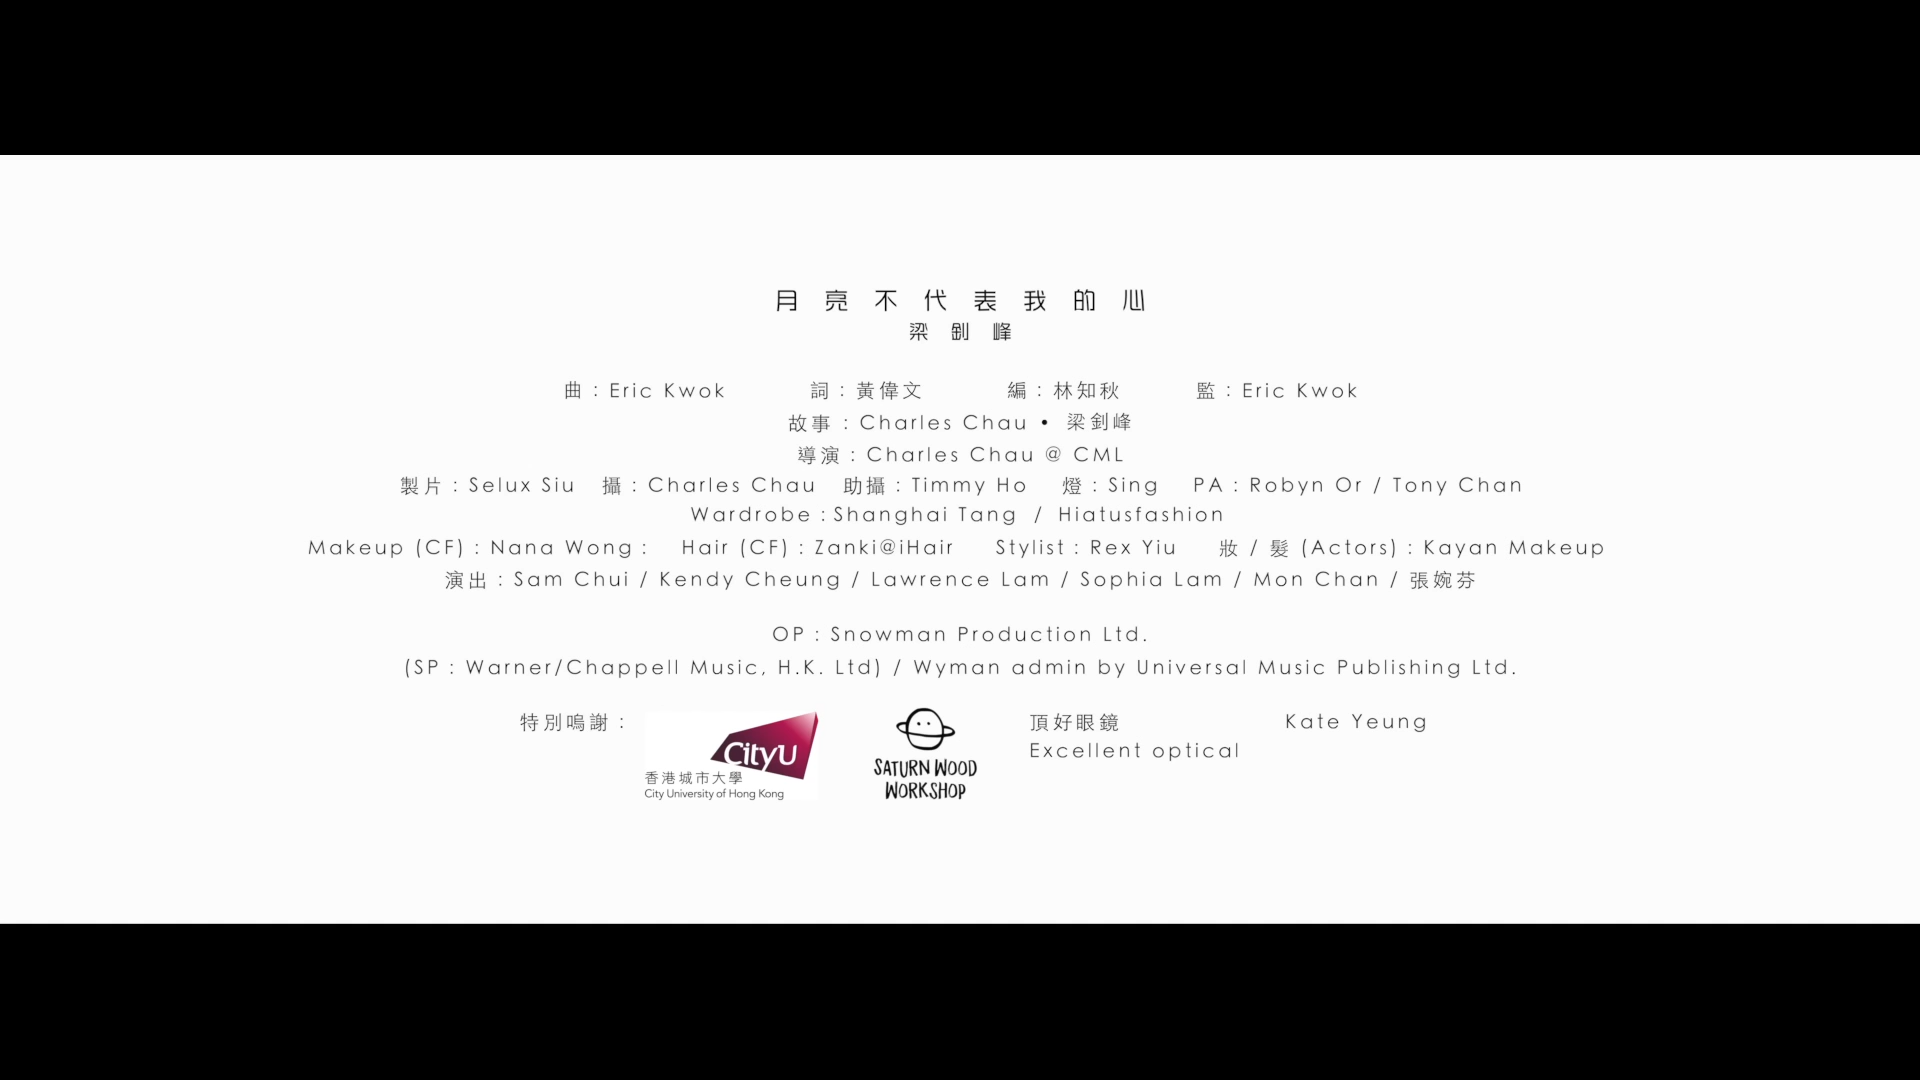 月亮不代表我的心
梁釗峰
曲 : Eric Kwok 詞 : 黃偉文 編 : 林知秋 監 : Eric Kwok
故事 : Charles Chau • 梁釗峰
導演 : Charles Chau @ CML
製片 : Selux Siu 攝 : Charles Chau 助攝 : Timmy Ho 燈 : Sing PA : Robyn Or / Tony Chan
Wardrobe : Shanghai Tang / Hiatusfashion
Makeup (CF) : Nana Wong : Hair (CF) : Zanki@iHair Stylist : Rex Yiu 妝 / 髮 (Actors) : Kayan Makeup
演出 : Sam Chui / Kendy Cheung / Lawrence Lam / Sophia Lam / Mon Chan / 張婉芬
OP : Snowman Production Ltd.
(SP : Warner/Chappell Music, H.K. Ltd) / Wyman admin by Universal Music Publishing Ltd.
特別鳴謝 :
CityU
香港城市大學
City University of Hong Kong
SATURN WOOD
WORKSHOP
頂好眼鏡
Excellent optical
Kate Yeung